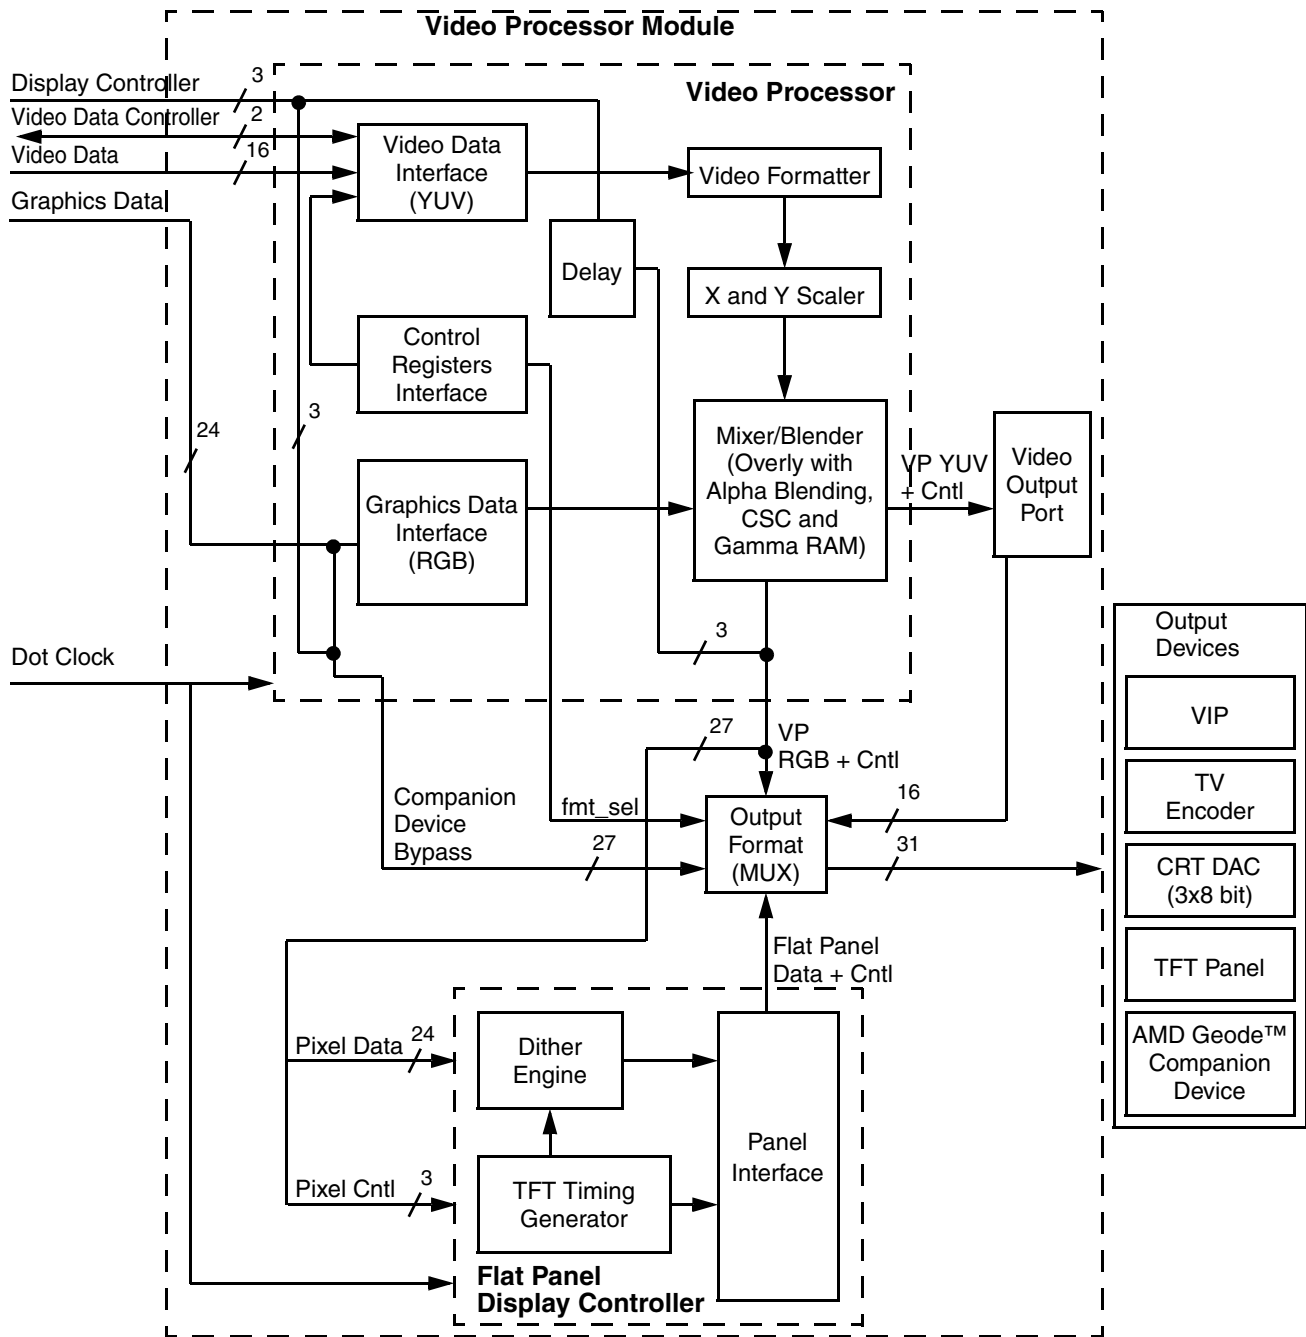 Video Processor Module
Display Controller
3
Video Data Controller
2
Video Data
16
Graphics Data
Video Processor
Video Data
Interface
(YUV)
Video Formatter
Delay
X and Y Scaler
Control
Registers
Interface
24
3
Graphics Data
Interface
(RGB)
Mixer/Blender
(Overly with
Alpha Blending,
CSC and
Gamma RAM)
VP YUV
+ Cntl
Video
Output
Port
3
Dot Clock
27
VP
RGB + Cntl
Companion
Device
Bypass
fmt_sel
27
Output
Format
(MUX)
16
31
Output
Devices
VIP
TV
Encoder
CRT DAC
(3x8 bit)
TFT Panel
AMD Geode™
Companion
Device
Flat Panel
Data + Cntl
Pixel Data
24
Dither
Engine
Panel
Interface
Pixel Cntl
3
TFT Timing
Generator
Flat Panel
Display Controller